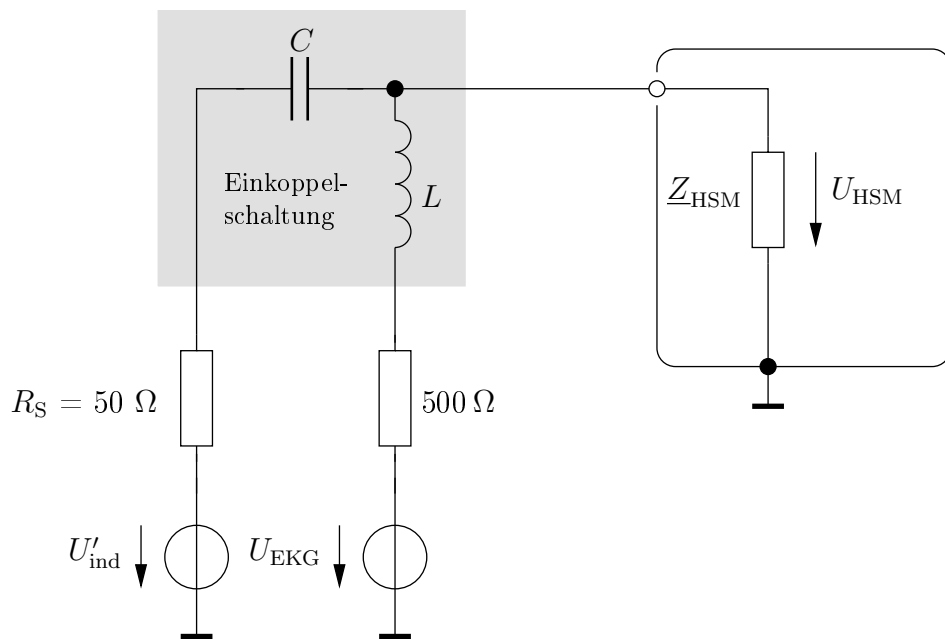 C
Einkoppel-
schaltung
L
Z_HSM
U_HSM
R_S = 50 Ω
500 Ω
U′_ind
U_EKG